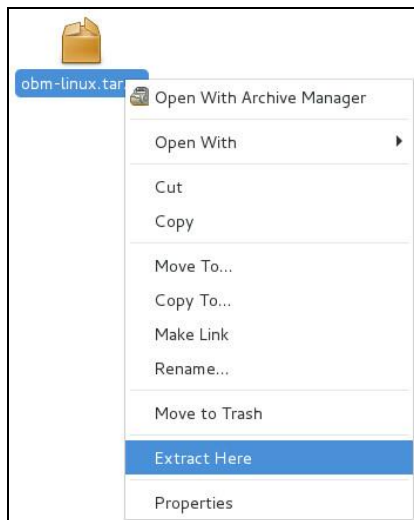 obm-linux.tar.
Open With Archive Manager
Open With
Cut
Copy
Move To...
Copy To...
Make Link
Rename...
Move to Trash
Extract Here
Properties